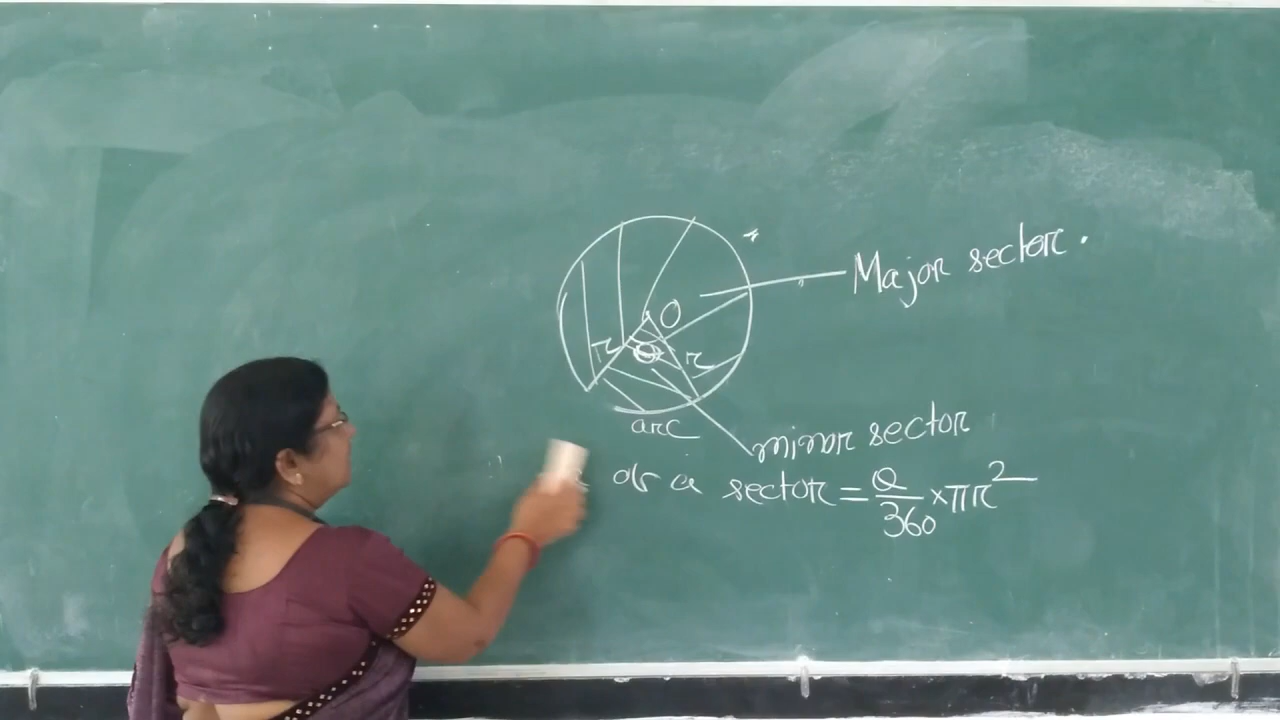 Major sector.
O
r θ r
arc
minor sector
of a sector = θ/360 × πr²